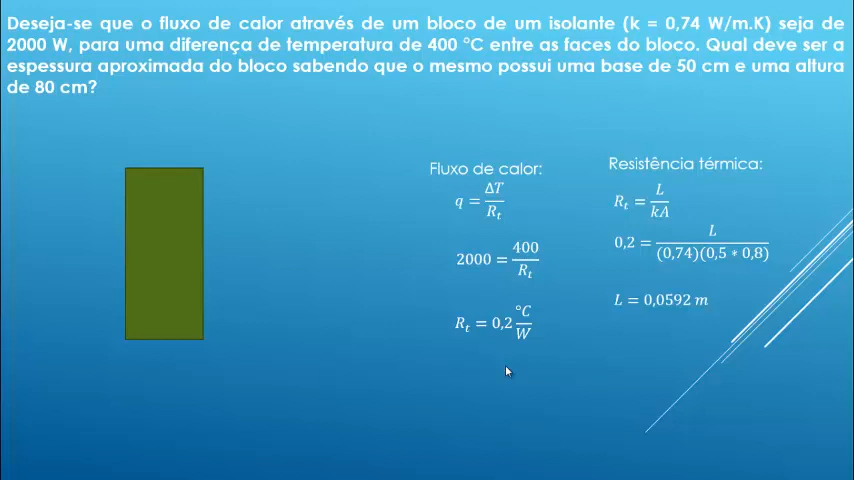 Deseja-se que o fluxo de calor através de um bloco de um isolante (k = 0,74 W/m.K) seja de
2000 W, para uma diferença de temperatura de 400 °C entre as faces do bloco. Qual deve ser a
espessura aproximada do bloco sabendo que o mesmo possui uma base de 50 cm e uma altura
de 80 cm?
Fluxo de calor:
q = ΔT / R_t
2000 = 400 / R_t
R_t = 0,2 °C / W
Resistência térmica:
R_t = L / kA
0,2 = L / (0,74)(0,5 ∗ 0,8)
L = 0,0592 m